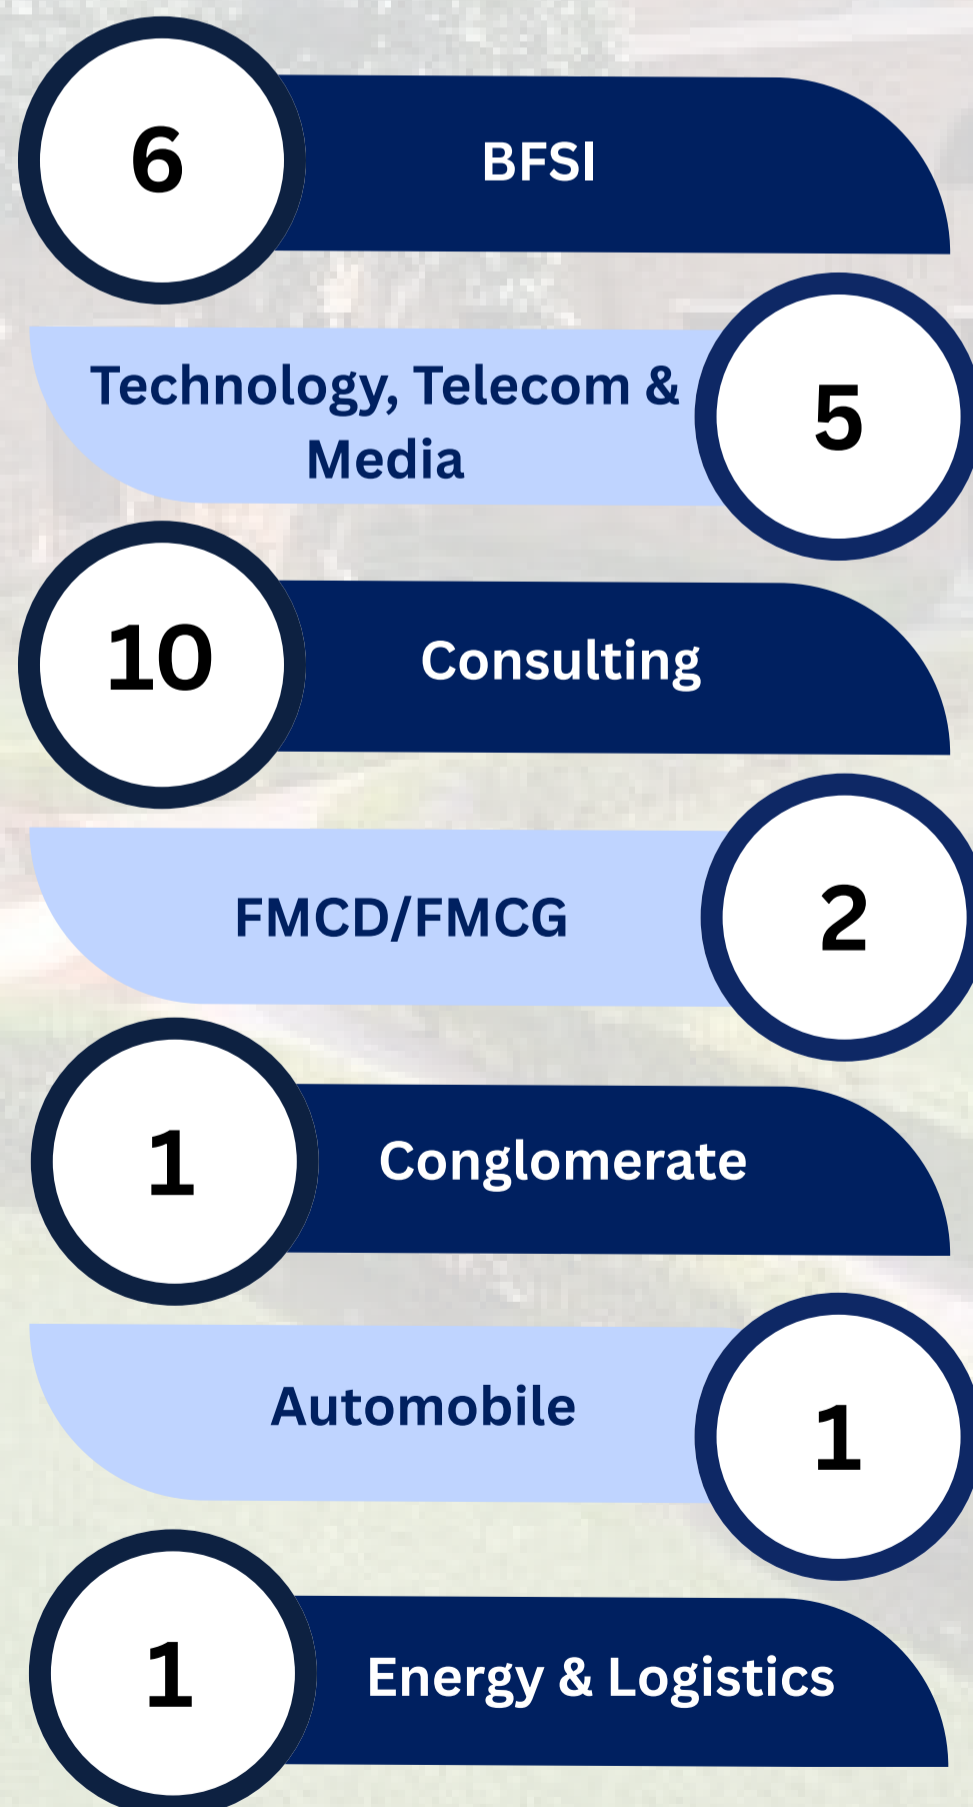 6
BFSI
Technology, Telecom &
Media
5
10
Consulting
FMCD/FMCG
2
1
Conglomerate
Automobile
1
1
Energy & Logistics